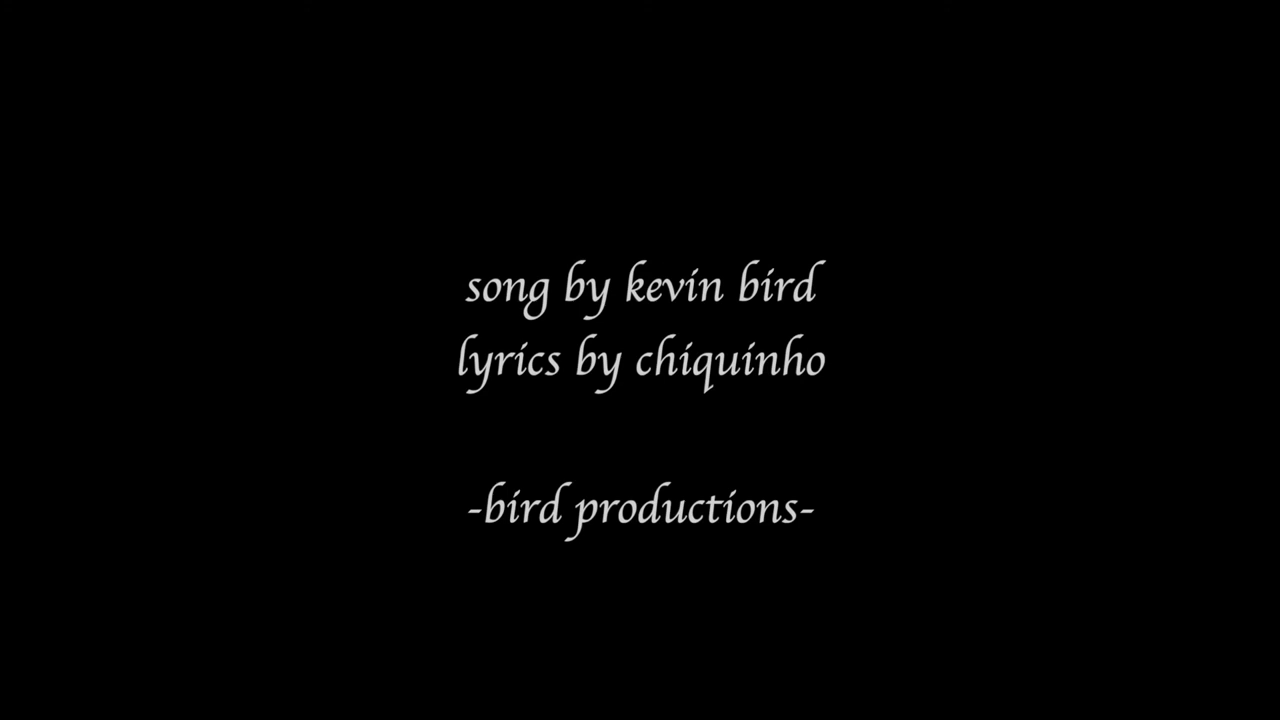 song by kevin bird
lyrics by chiquinho
-bird productions-